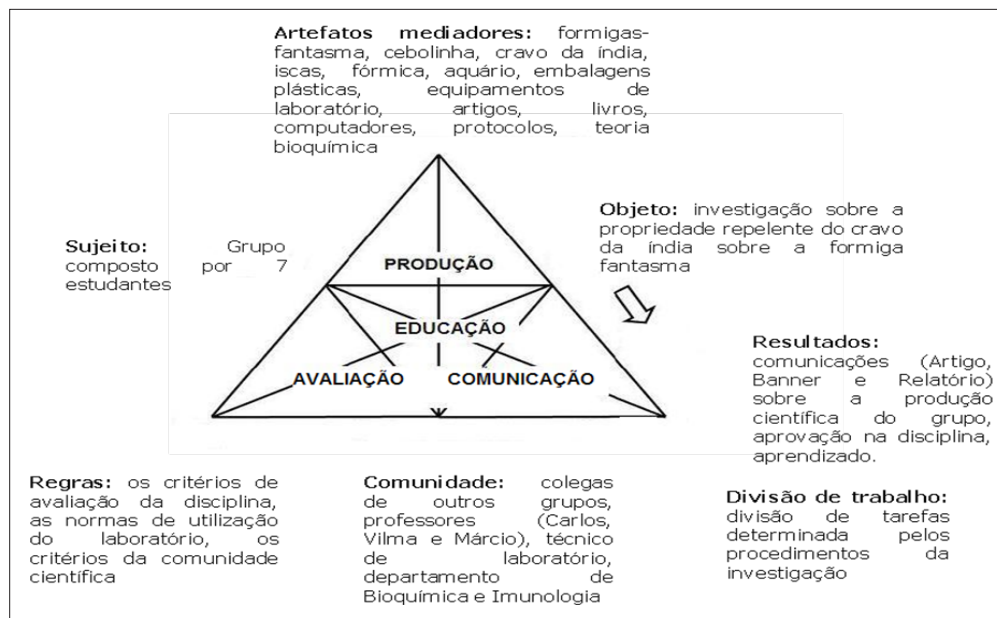 Artefatos mediadores: formigas-
fantasma, cebolinha, cravo da índia,
iscas, fórmica, aquário, embalagens
plásticas, equipamentos de
laboratório, artigos, livros,
computadores, protocolos, teoria
bioquímica
Sujeito: Grupo
composto por 7
estudantes
Objeto: investigação sobre a
propriedade repelente do cravo
da índia sobre a formiga
fantasma
PRODUÇÃO
EDUCAÇÃO
AVALIAÇÃO
COMUNICAÇÃO
Resultados:
comunicações (Artigo,
Banner e Relatório)
sobre a produção
científica do grupo,
aprovação na disciplina,
aprendizado.
Regras: os critérios de
avaliação da disciplina,
as normas de utilização
do laboratório, os
critérios da comunidade
científica
Comunidade: colegas
de outros grupos,
professores (Carlos,
Vilma e Márcio), técnico
de laboratório,
departamento de
Bioquímica e Imunologia
Divisão de trabalho:
divisão de tarefas
determinada pelos
procedimentos da
investigação